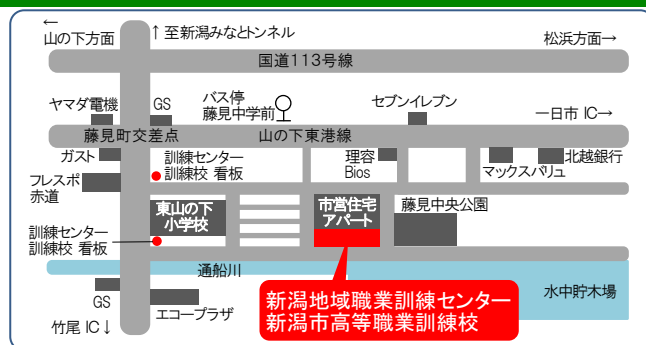 ←
山の下方面
↑至新潟みなとトンネル
松浜方面→
国道113号線
ヤマダ電機
GS
バス停
藤見中学前
セブンイレブン
一日市 IC→
藤見町交差点
山の下東港線
ガスト
訓練センター
訓練校 看板
理容
Bios
マックスバリュ
北越銀行
フレスポ
赤道
東山の下
小学校
市営住宅
アパート
藤見中央公園
訓練センター
訓練校 看板
通船川
GS
エコープラザ
竹尾 IC↓
新潟地域職業訓練センター
新潟市高等職業訓練校
水中貯木場